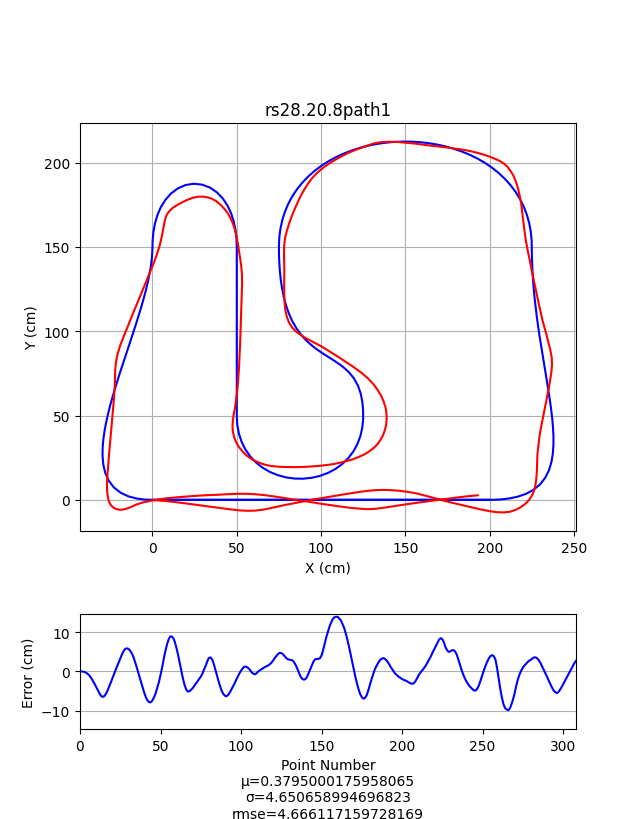 rs28.20.8path1
Y (cm)
200
150
100
50
0
0 50 100 150 200 250
X (cm)
Error (cm)
10
0
−10
0 50 100 150 200 250 300
Point Number
μ=0.3795000175958065
σ=4.650658994696823
rmse=4.666117159728169